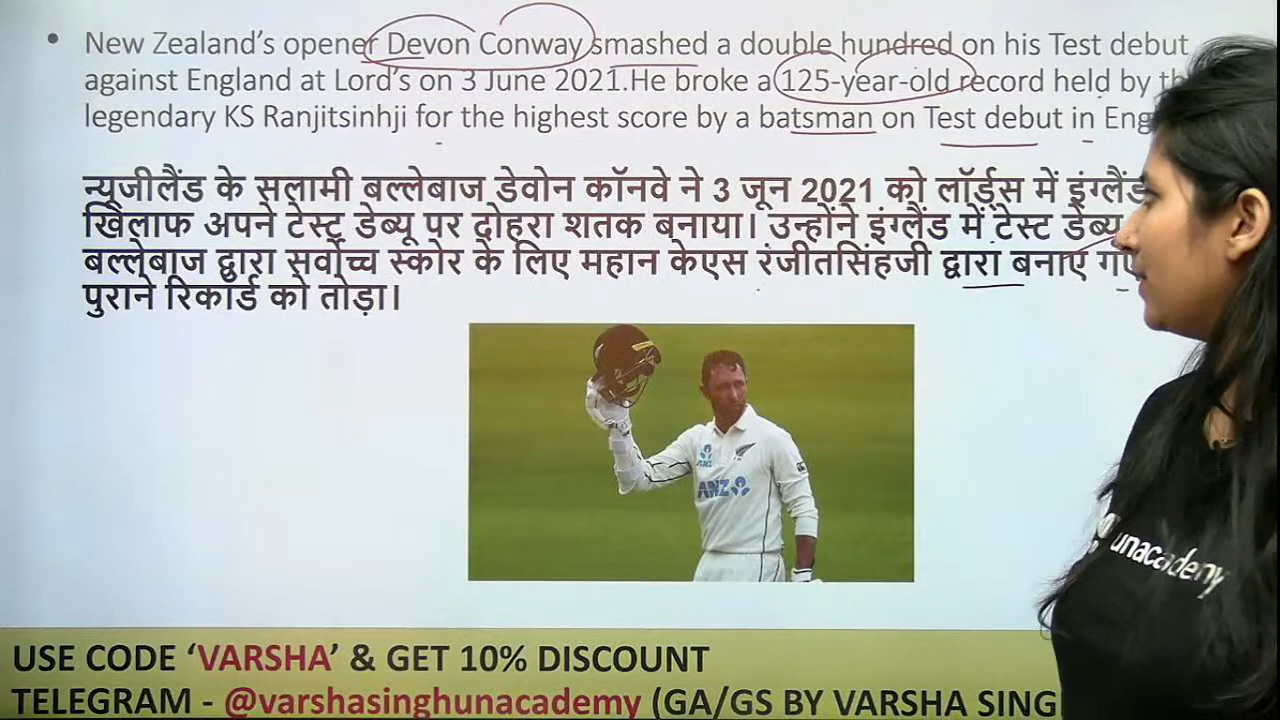 New Zealand's opener Devon Conway smashed a double hundred on his Test debut
against England at Lord's on 3 June 2021.He broke a 125-year-old record held by
legendary KS Ranjitsinhji for the highest score by a batsman on Test debut in
न्यूजीलैंड के सलामी बल्लेबाज डेवोन कॉनवे ने 3 जून 2021 को लॉर्ड्स में इंग्लैंड
खिलाफ अपने टेस्ट डेब्यू पर दोहरा शतक बनाया। उन्होंने इंग्लैंड में टेस्ट डेब्यू
बल्लेबाज द्वारा सर्वोच्च स्कोर के लिए महान केएस रंजीतसिंहजी द्वारा बनाए गए
पुराने रिकॉर्ड को तोड़ा।
ANZ
ANZ
unacademy
USE CODE 'VARSHA' & GET 10% DISCOUNT
TELEGRAM - @varshasinghunacademy (GA/GS BY VARSHA SING